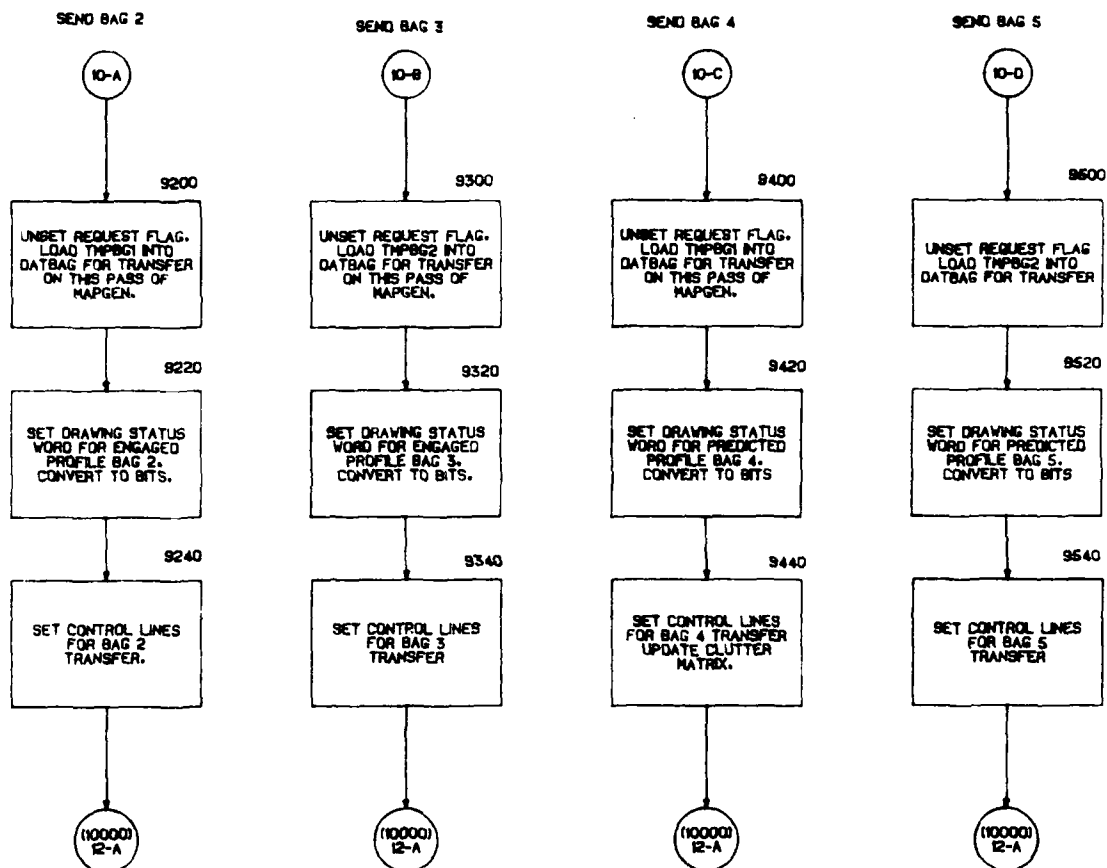 SEND BAG 2
10-A
9200
UNSET REQUEST FLAG.
LOAD TMPBG1 INTO
DATBAG FOR TRANSFER
ON THIS PASS OF
MAPGEN.
9220
SET DRAWING STATUS
WORD FOR ENGAGED
PROFILE BAG 2.
CONVERT TO BITS.
9240
SET CONTROL LINES
FOR BAG 2
TRANSFER.
(10000)
12-A
SEND BAG 3
10-B
9300
UNSET REQUEST FLAG.
LOAD TMPBG2 INTO
DATBAG FOR TRANSFER
ON THIS PASS OF
MAPGEN.
9320
SET DRAWING STATUS
WORD FOR ENGAGED
PROFILE BAG 3.
CONVERT TO BITS.
9340
SET CONTROL LINES
FOR BAG 3
TRANSFER
(10000)
12-A
SEND BAG 4
10-C
9400
UNSET REQUEST FLAG.
LOAD TMPBG1 INTO
DATBAG FOR TRANSFER
ON THIS PASS OF
MAPGEN.
9420
SET DRAWING STATUS
WORD FOR PREDICTED
PROFILE BAG 4.
CONVERT TO BITS
9440
SET CONTROL LINES
FOR BAG 4 TRANSFER
UPDATE CLUTTER
MATRIX.
(10000)
12-A
SEND BAG 5
10-D
9500
UNSET REQUEST FLAG
LOAD TMPBG2 INTO
DATBAG FOR TRANSFER
9520
SET DRAWING STATUS
WORD FOR PREDICTED
PROFILE BAG 5.
CONVERT TO BITS
9540
SET CONTROL LINES
FOR BAG 5
TRANSFER
(10000)
12-A